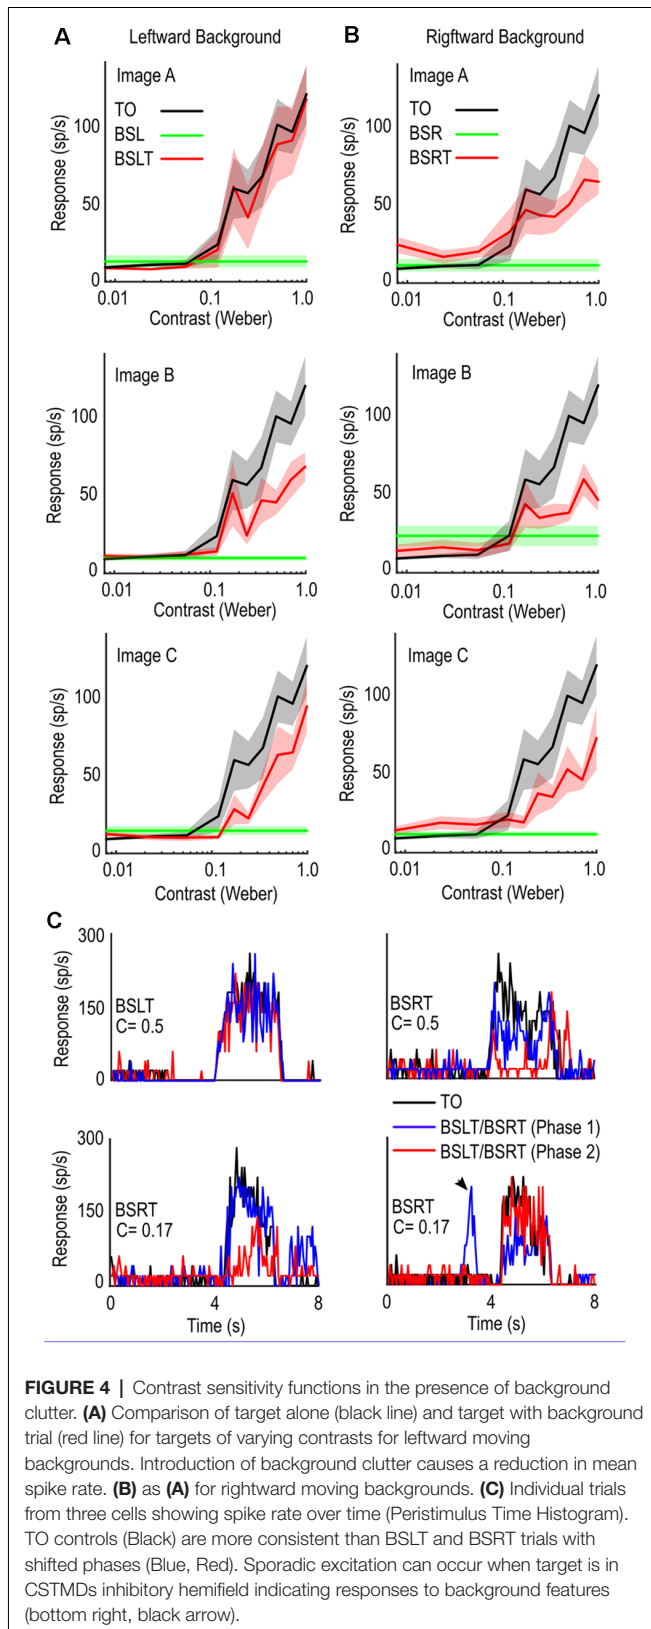 A Leftward Background B Rigftward Background
Image A
TO
BSL
BSLT
Response (sp/s)
100
50
0
0.01 0.1 1.0
Contrast (Weber)
Image A
TO
BSR
BSRT
Response (sp/s)
100
50
0
0.01 0.1 1.0
Contrast (Weber)
Image B
Response (sp/s)
100
50
0
0.01 0.1 1.0
Contrast (Weber)
Image B
Response (sp/s)
100
50
0
0.01 0.1 1.0
Contrast (Weber)
Image C
Response (sp/s)
100
50
0
0.01 0.1 1.0
Contrast (Weber)
Image C
Response (sp/s)
100
50
0
0.01 0.1 1.0
Contrast (Weber)
C
300
150
0
Response (sp/s)
BSLT
C= 0.5
BSRT
C= 0.5
TO
BSLT/BSRT (Phase 1)
BSLT/BSRT (Phase 2)
300
150
0
Response (sp/s)
BSRT
C= 0.17
0 4 8
Time (s)
BSRT
C= 0.17
0 4 8
Time (s)
FIGURE 4 | Contrast sensitivity functions in the presence of background
clutter. (A) Comparison of target alone (black line) and target with background
trial (red line) for targets of varying contrasts for leftward moving
backgrounds. Introduction of background clutter causes a reduction in mean
spike rate. (B) as (A) for rightward moving backgrounds. (C) Individual trials
from three cells showing spike rate over time (Peristimulus Time Histogram).
TO controls (Black) are more consistent than BSLT and BSRT trials with
shifted phases (Blue, Red). Sporadic excitation can occur when target is in
CSTMDs inhibitory hemifield indicating responses to background features
(bottom right, black arrow).